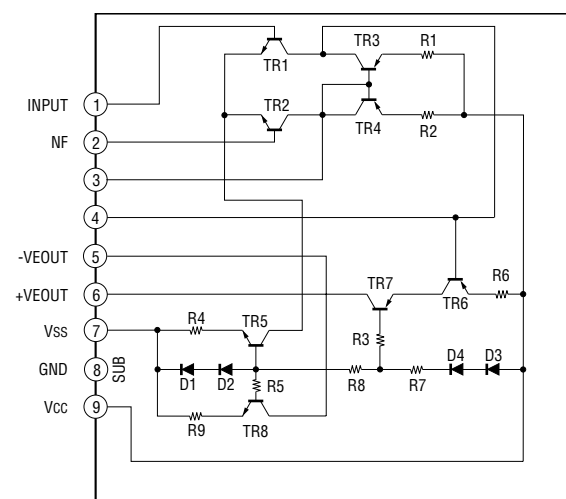 TR3 R1
TR1
INPUT 1
TR2
TR4 R2
NF 2
3
4
-VEOUT 5
TR7 R6
+VEOUT 6
TR6
Vss 7 R4 TR5
R3
D4 D3
GND 8 SUB D1 D2 R5 R8 R7
Vcc 9 R9
TR8